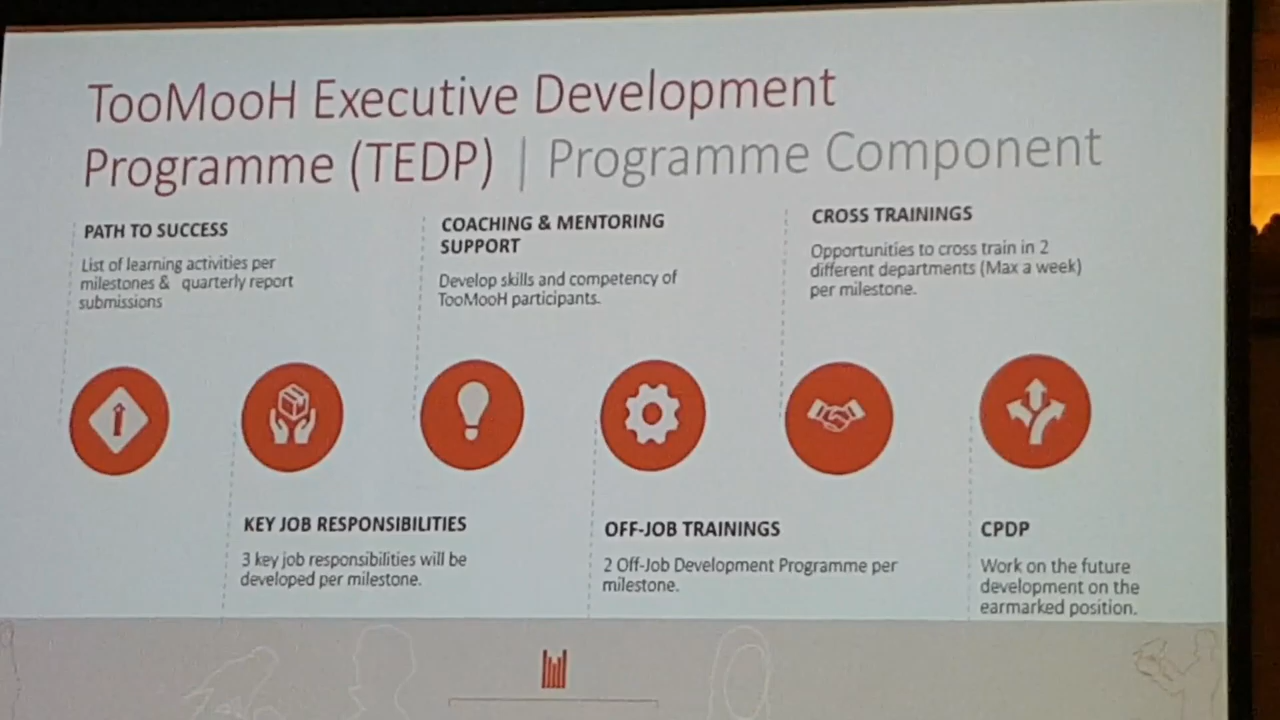 TooMooH Executive Development
Programme (TEDP) | Programme Component
PATH TO SUCCESS
List of learning activities per
milestones & quarterly report
submissions
COACHING & MENTORING
SUPPORT
Develop skills and competency of
TooMooH participants.
CROSS TRAININGS
Opportunities to cross train in 2
different departments (Max a week)
per milestone.
KEY JOB RESPONSIBILITIES
3 key job responsibilities will be
developed per milestone.
OFF-JOB TRAININGS
2 Off-Job Development Programme per
milestone.
CPDP
Work on the future
development on the
earmarked position.